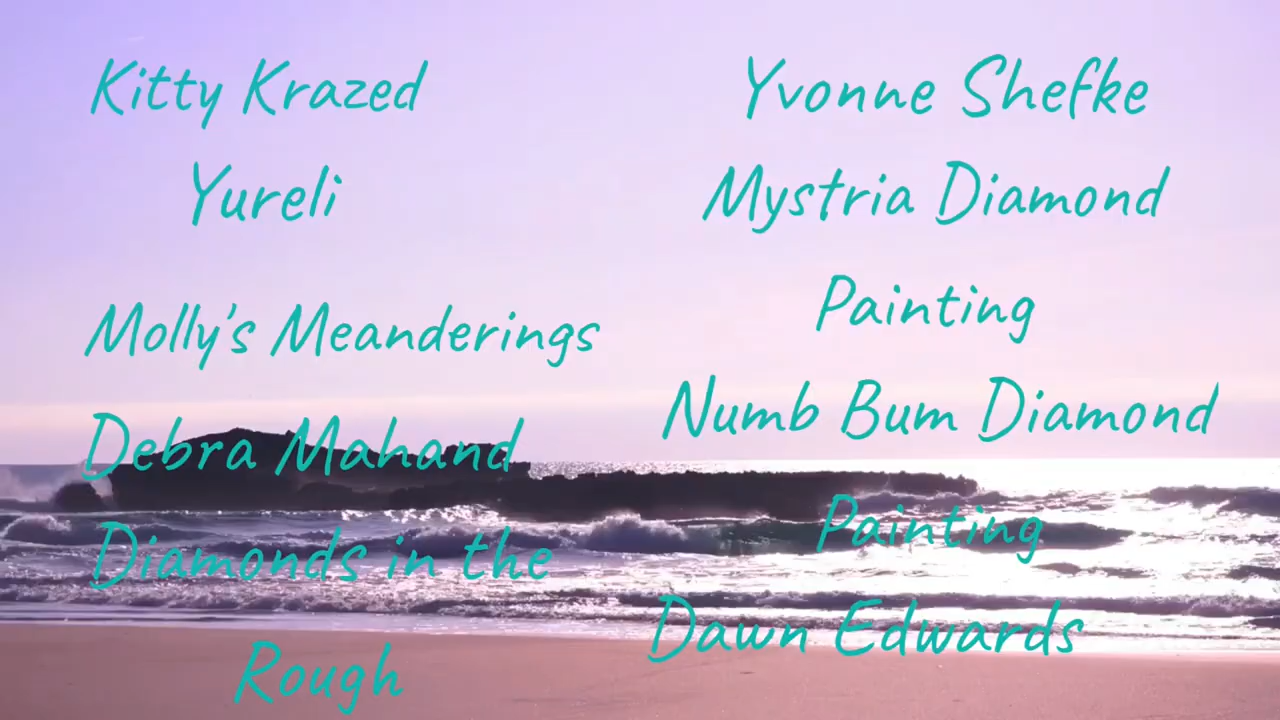 Kitty Krazed
Yureli
Molly's Meanderings
Debra Mahand
Diamonds in the
Rough
Yvonne Shefke
Mystria Diamond
Painting
Numb Bum Diamond
Painting
Dawn Edwards